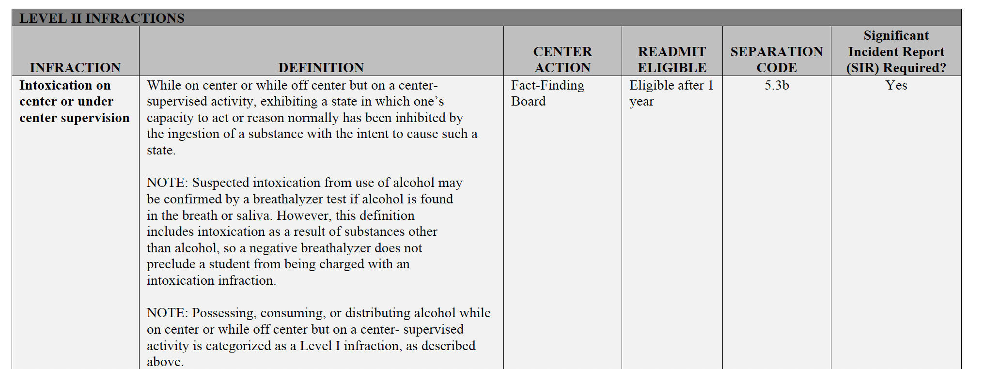 LEVEL II INFRACTIONS
INFRACTION
DEFINITION
CENTER
ACTION
READMIT
ELIGIBLE
SEPARATION
CODE
Significant
Incident Report
(SIR) Required?
Intoxication on
center or under
center supervision
While on center or while off center but on a center-
supervised activity, exhibiting a state in which one’s
capacity to act or reason normally has been inhibited by
the ingestion of a substance with the intent to cause such a
state.
NOTE: Suspected intoxication from use of alcohol may
be confirmed by a breathalyzer test if alcohol is found
in the breath or saliva. However, this definition
includes intoxication as a result of substances other
than alcohol, so a negative breathalyzer does not
preclude a student from being charged with an
intoxication infraction.
NOTE: Possessing, consuming, or distributing alcohol while
on center or while off center but on a center- supervised
activity is categorized as a Level I infraction, as described
above.
Fact-Finding
Board
Eligible after 1
year
5.3b
Yes